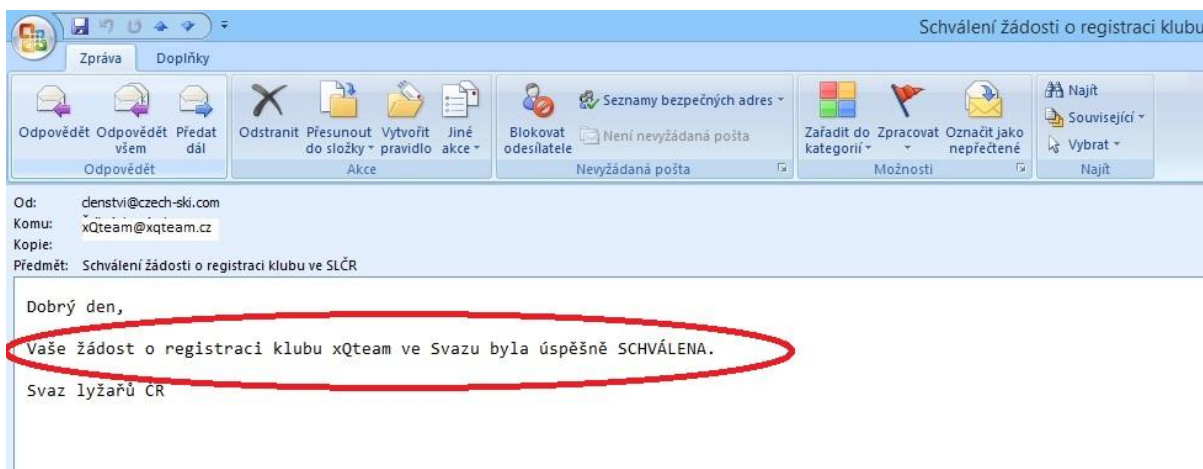 Schválení žádosti o registraci klubu
Zpráva Doplňky
Odpovědět Odpovědět všem Předat dál
Odpověď
Odstranit Přesunout do složky Vytvořit pravidlo Jiné akce
Akce
Blokovat odesílatele Seznamy bezpečných adres
Není nevyžádaná pošta
Nevyžádaná pošta
Zařadit do kategorií Zpracovat Označit jako nepřečtené
Možnosti
Najít
Související
Vybrat
Najít
Od: clenstvi@czech-ski.com
Komu: xQteam@xqteam.cz
Kopie:
Předmět: Schválení žádosti o registraci klubu ve SLČR
Dobrý den,
Vaše žádost o registraci klubu xQteam ve Svazu byla úspěšně SCHVÁLENA.
Svaz lyžařů ČR